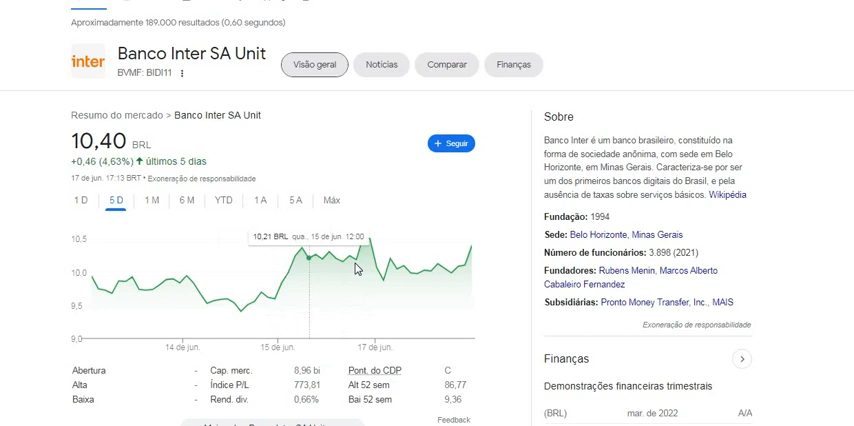 Aproximadamente 189.000 resultados (0,60 segundos)
inter
Banco Inter SA Unit
BVMF: BIDI11
Visão geral
Notícias
Comparar
Finanças
Resumo do mercado > Banco Inter SA Unit
10,40 BRL
+ Seguir
+0,46 (4,63%) ↑ últimos 5 dias
17 de jun. 17:13 BRT • Exoneração de responsabilidade
1 D
5 D
1 M
6 M
YTD
1 A
5 A
Máx
10,21 BRL qua., 15 de jun 12:00
10.5
10.0
9.5
9.0
14 de jun.
15 de jun.
17 de jun.
Abertura -
Cap. merc. 8,96 bi
Pont. do CDP C
Alta -
Índice P/L 773,81
Alt 52 sem 86,77
Baixa -
Rend. div. 0,66%
Bai 52 sem 9,36
Feedback
Sobre
Banco Inter é um banco brasileiro, constituído na
forma de sociedade anônima, com sede em Belo
Horizonte, em Minas Gerais. Caracteriza-se por ser
um dos primeiros bancos digitais do Brasil, e pela
ausência de taxas sobre serviços básicos. Wikipédia
Fundação: 1994
Sede: Belo Horizonte, Minas Gerais
Número de funcionários: 3.898 (2021)
Fundadores: Rubens Menin, Marcos Alberto
Cabaleiro Fernandez
Subsidiárias: Pronto Money Transfer, Inc., MAIS
Exoneração de responsabilidade
Finanças
Demonstrações financeiras trimestrais
(BRL) mar. de 2022 A/A